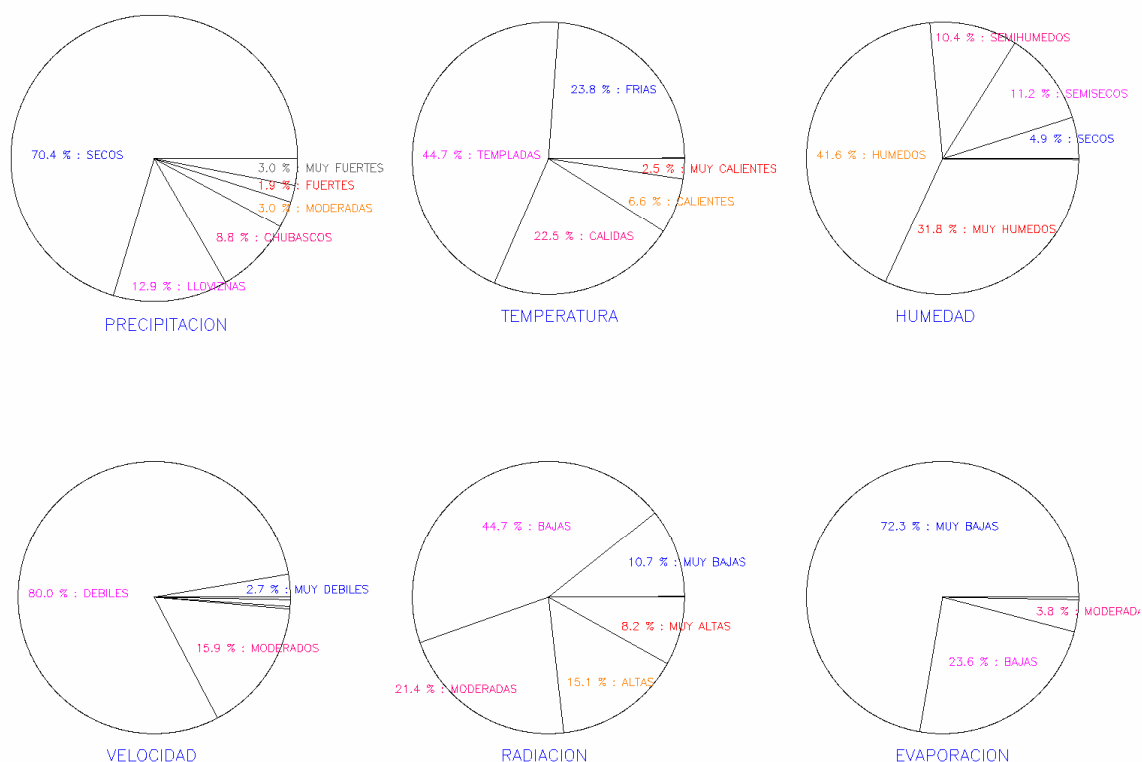 70.4 % : SECOS
3.0 % : MUY FUERTES
1.9 % : FUERTES
3.0 % : MODERADAS
8.8 % : CHUBASCOS
12.9 % : LLOVIZNAS
PRECIPITACION
23.8 % : FRIAS
44.7 % : TEMPLADAS
2.5 % : MUY CALIENTES
6.6 % : CALIENTES
22.5 % : CALIDAS
TEMPERATURA
10.4 % : SEMIHUMEDOS
11.2 % : SEMISECOS
4.9 % : SECOS
41.6 % : HUMEDOS
31.8 % : MUY HUMEDOS
HUMEDAD
80.0 % : DEBILES
2.7 % : MUY DEBILES
15.9 % : MODERADOS
VELOCIDAD
44.7 % : BAJAS
10.7 % : MUY BAJAS
8.2 % : MUY ALTAS
21.4 % : MODERADAS
15.1 % : ALTAS
RADIACION
72.3 % : MUY BAJAS
3.8 % : MODERADA
23.6 % : BAJAS
EVAPORACION